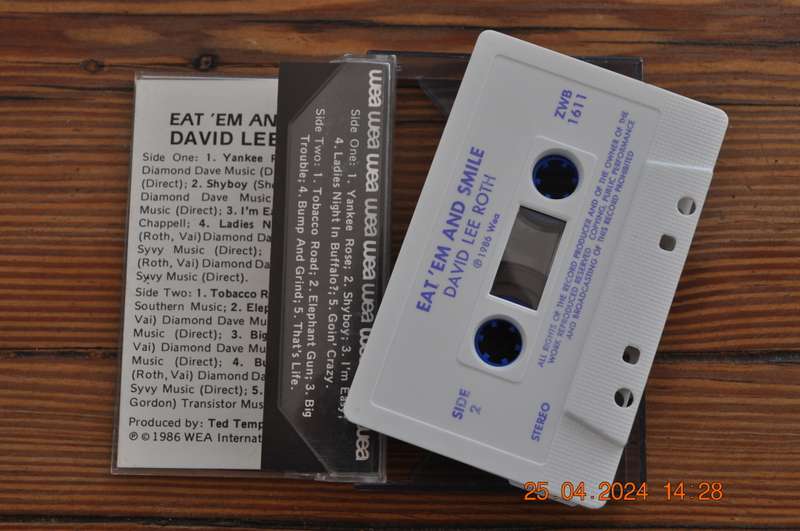 EAT 'EM AND
DAVID LEE
Side One: 1. Yankee
Diamond Dave Music (D
(Direct); 2. Shyboy (She
Diamond Dave Music
Music (Direct); 3. I'm Ea
Chappell; 4. Ladies Nigh
(Roth, Vai) Diamond Dav
Syvy Music (Direct);
(Roth, Vai) Diamond Da
Syvy Music (Direct).
Side Two: 1. Tobacco R
Southern Music; 2. Elep
Vai) Diamond Dave Mus
Music (Direct); 3. Big
Vai) Diamond Dave Mu
Music (Direct); 4. Bu
(Roth, Vai) Diamond Da
Syvy Music (Direct); 5.
Gordon) Transistor Mus
Produced by: Ted Temp
℗ © 1986 WEA Internat
wea wea wea wea wea wea wea wea
Side One: 1. Yankee Rose; 2. Shyboy; 3. I'm Easy;
4. Ladies Night In Buffalo?; 5. Goin' Crazy.
Side Two: 1. Tobacco Road; 2. Elephant Gun; 3. Big
Trouble; 4. Bump And Grind; 5. That's Life.
EAT 'EM AND SMILE
DAVID LEE ROTH
℗ 1986 Wea
ZWB
1611
SIDE
2
STEREO
ALL RIGHTS OF THE RECORD PRODUCER AND OF THE OWNER OF THE
WORK REPRODUCED RESERVED COPYING, PUBLIC PERFORMANCE
AND BROADCASTING OF THIS RECORD PROHIBITED
25 04 2024 14:28